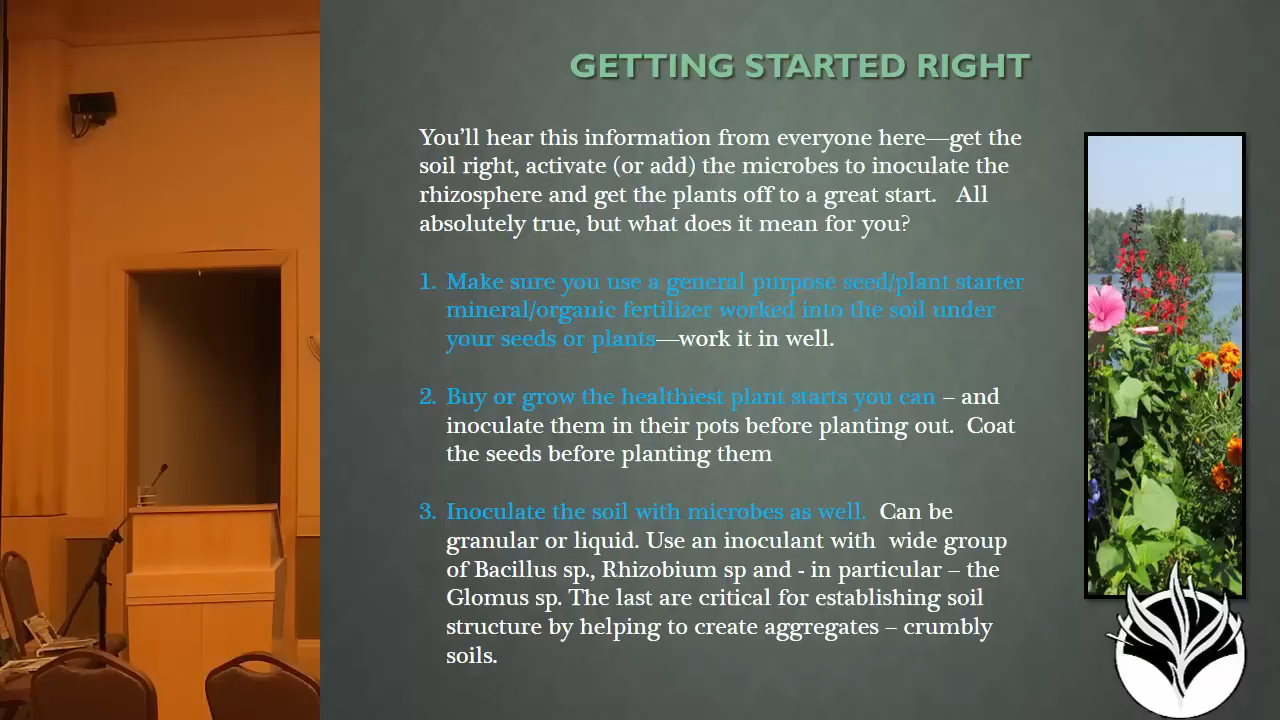 GETTING STARTED RIGHT
You'll hear this information from everyone here—get the
soil right, activate (or add) the microbes to inoculate the
rhizosphere and get the plants off to a great start.   All
absolutely true, but what does it mean for you?
1. Make sure you use a general purpose seed/plant starter
mineral/organic fertilizer worked into the soil under
your seeds or plants—work it in well.
2. Buy or grow the healthiest plant starts you can – and
inoculate them in their pots before planting out.  Coat
the seeds before planting them
3. Inoculate the soil with microbes as well.  Can be
granular or liquid. Use an inoculant with  wide group
of Bacillus sp., Rhizobium sp and - in particular – the
Glomus sp. The last are critical for establishing soil
structure by helping to create aggregates – crumbly
soils.